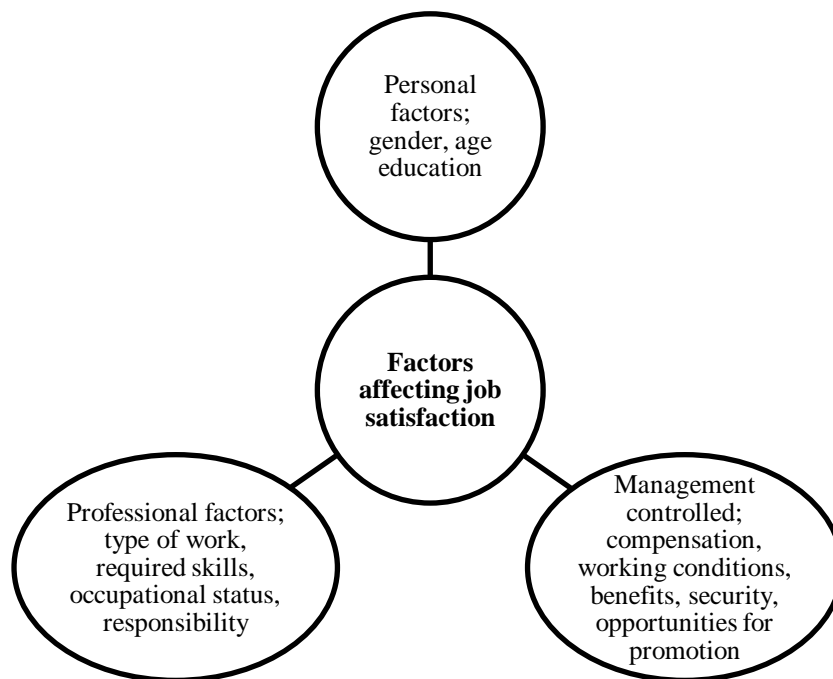 Personal
factors;
gender, age
education
Factors
affecting job
satisfaction
Professional factors;
type of work,
required skills,
occupational status,
responsibility
Management
controlled;
compensation,
working conditions,
benefits, security,
opportunities for
promotion